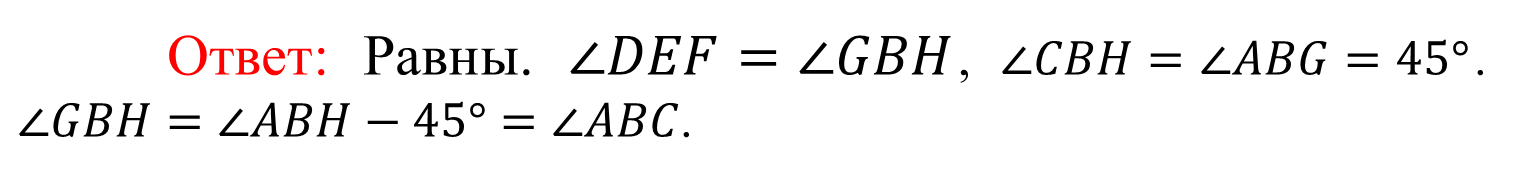 Ответ: Равны. ∠DEF = ∠GBH, ∠CBH = ∠ABG = 45°.
∠GBH = ∠ABH − 45° = ∠ABC.